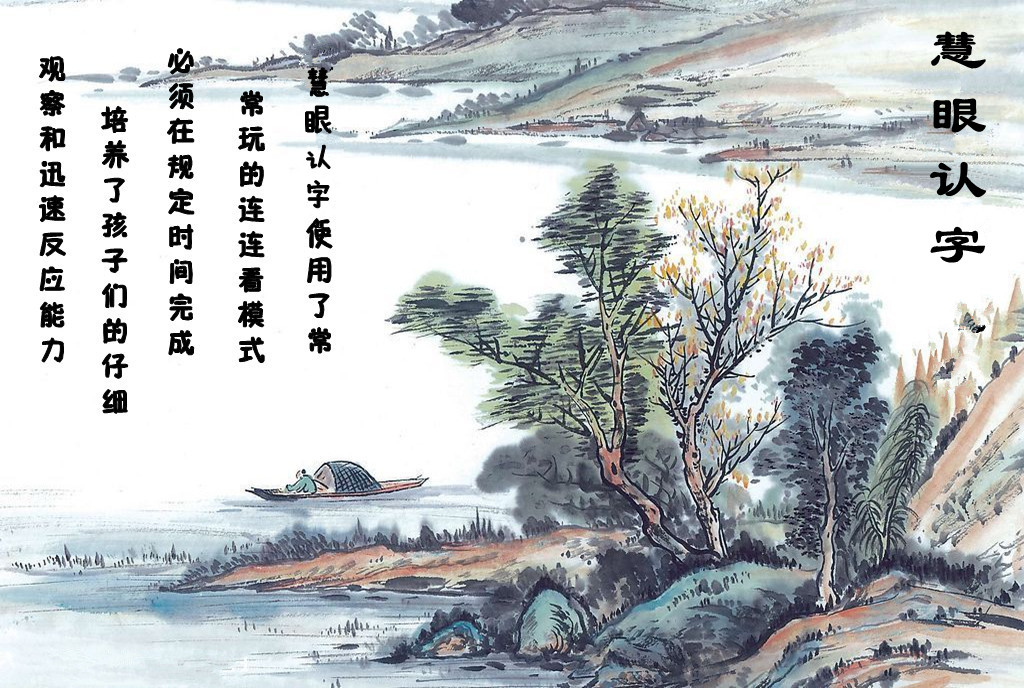 慧眼认字
慧眼认字使用了常
常玩的连连看模式
必须在规定时间完成
培养了孩子们的仔细
观察和迅速反应能力